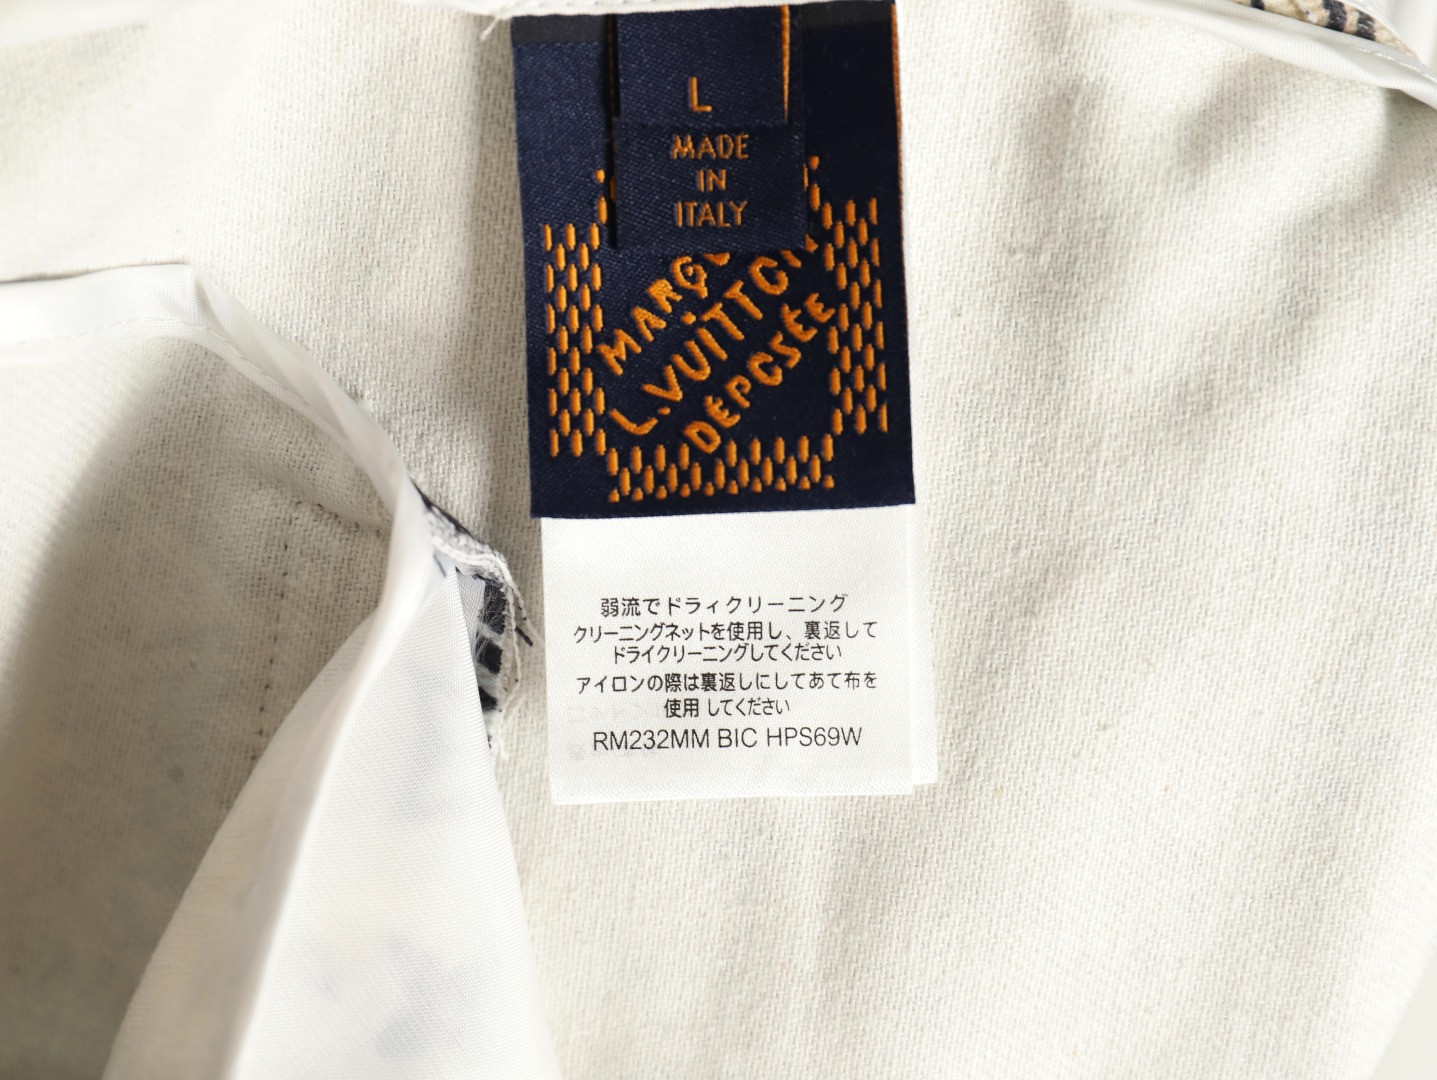 L
MADE
IN
ITALY
L.VUITTON
DEPCSÉE
弱流でドライクリーニング
クリーニングネットを使用し、裏返して
ドライクリーニングしてください
アイロンの際は裏返しにしてあて布を
使用 してください
RM232MM BIC HPS69W